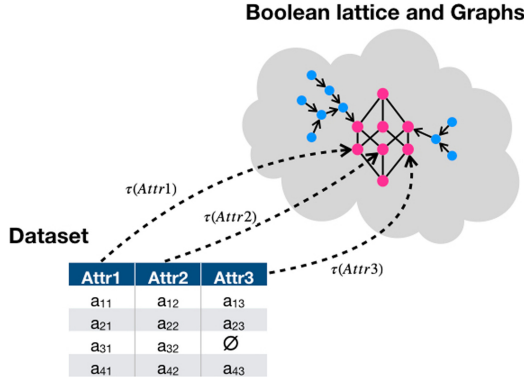 Boolean lattice and Graphs
τ(Attr1)
τ(Attr2)
τ(Attr3)
Dataset
Attr1 Attr2 Attr3
a₁₁ a₁₂ a₁₃
a₂₁ a₂₂ a₂₃
a₃₁ a₃₂ ∅
a₄₁ a₄₂ a₄₃